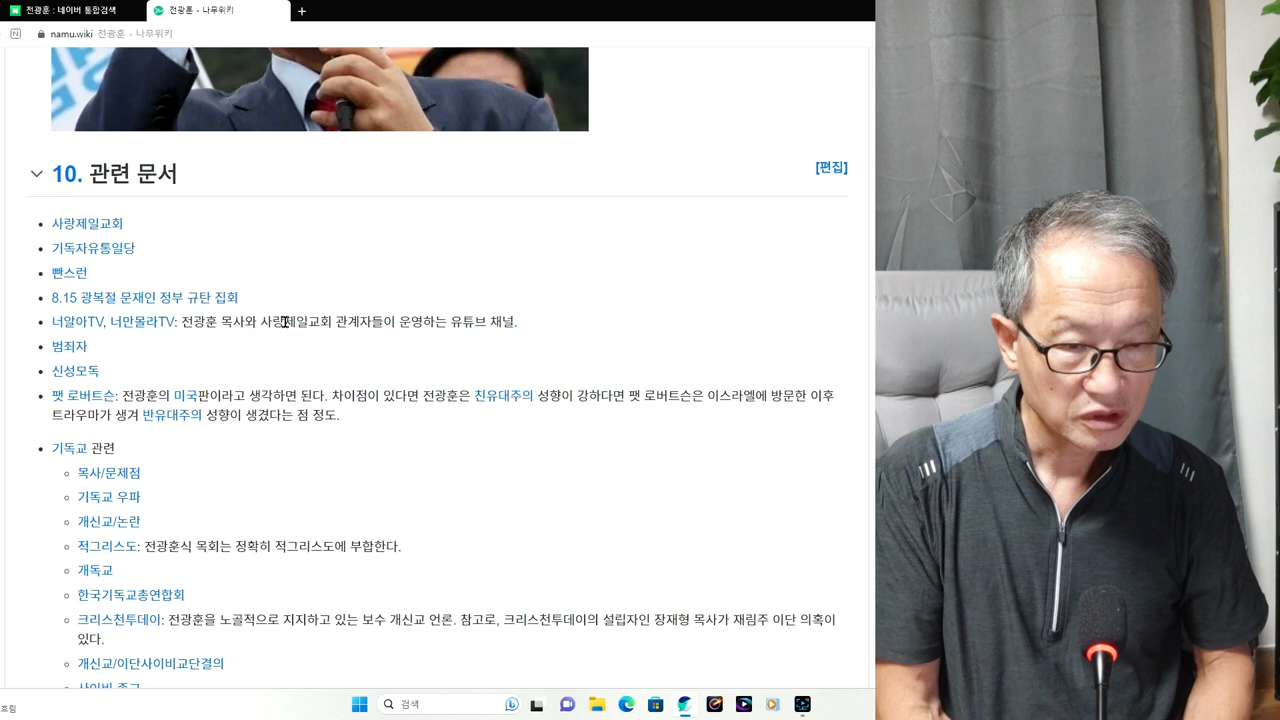 전광훈 : 네이버 통합검색
전광훈 - 나무위키
namu.wiki 전광훈 - 나무위키
10. 관련 문서
[편집]
사랑제일교회
기독자유통일당
빤스런
8.15 광복절 문재인 정부 규탄 집회
너알아TV, 너만몰라TV: 전광훈 목사와 사랑제일교회 관계자들이 운영하는 유튜브 채널.
범죄자
신성모독
팻 로버트슨: 전광훈의 미국판이라고 생각하면 된다. 차이점이 있다면 전광훈은 친유대주의 성향이 강하다면 팻 로버트슨은 이스라엘에 방문한 이후
트라우마가 생겨 반유대주의 성향이 생겼다는 점 정도.
기독교 관련
목사/문제점
기독교 우파
개신교/논란
적그리스도: 전광훈식 목회는 정확히 적그리스도에 부합한다.
개독교
한국기독교총연합회
크리스천투데이: 전광훈을 노골적으로 지지하고 있는 보수 개신교 언론. 참고로, 크리스천투데이의 설립자인 장재형 목사가 재림주 이단 의혹이
있다.
개신교/이단사이비교단결의
흐림
검색